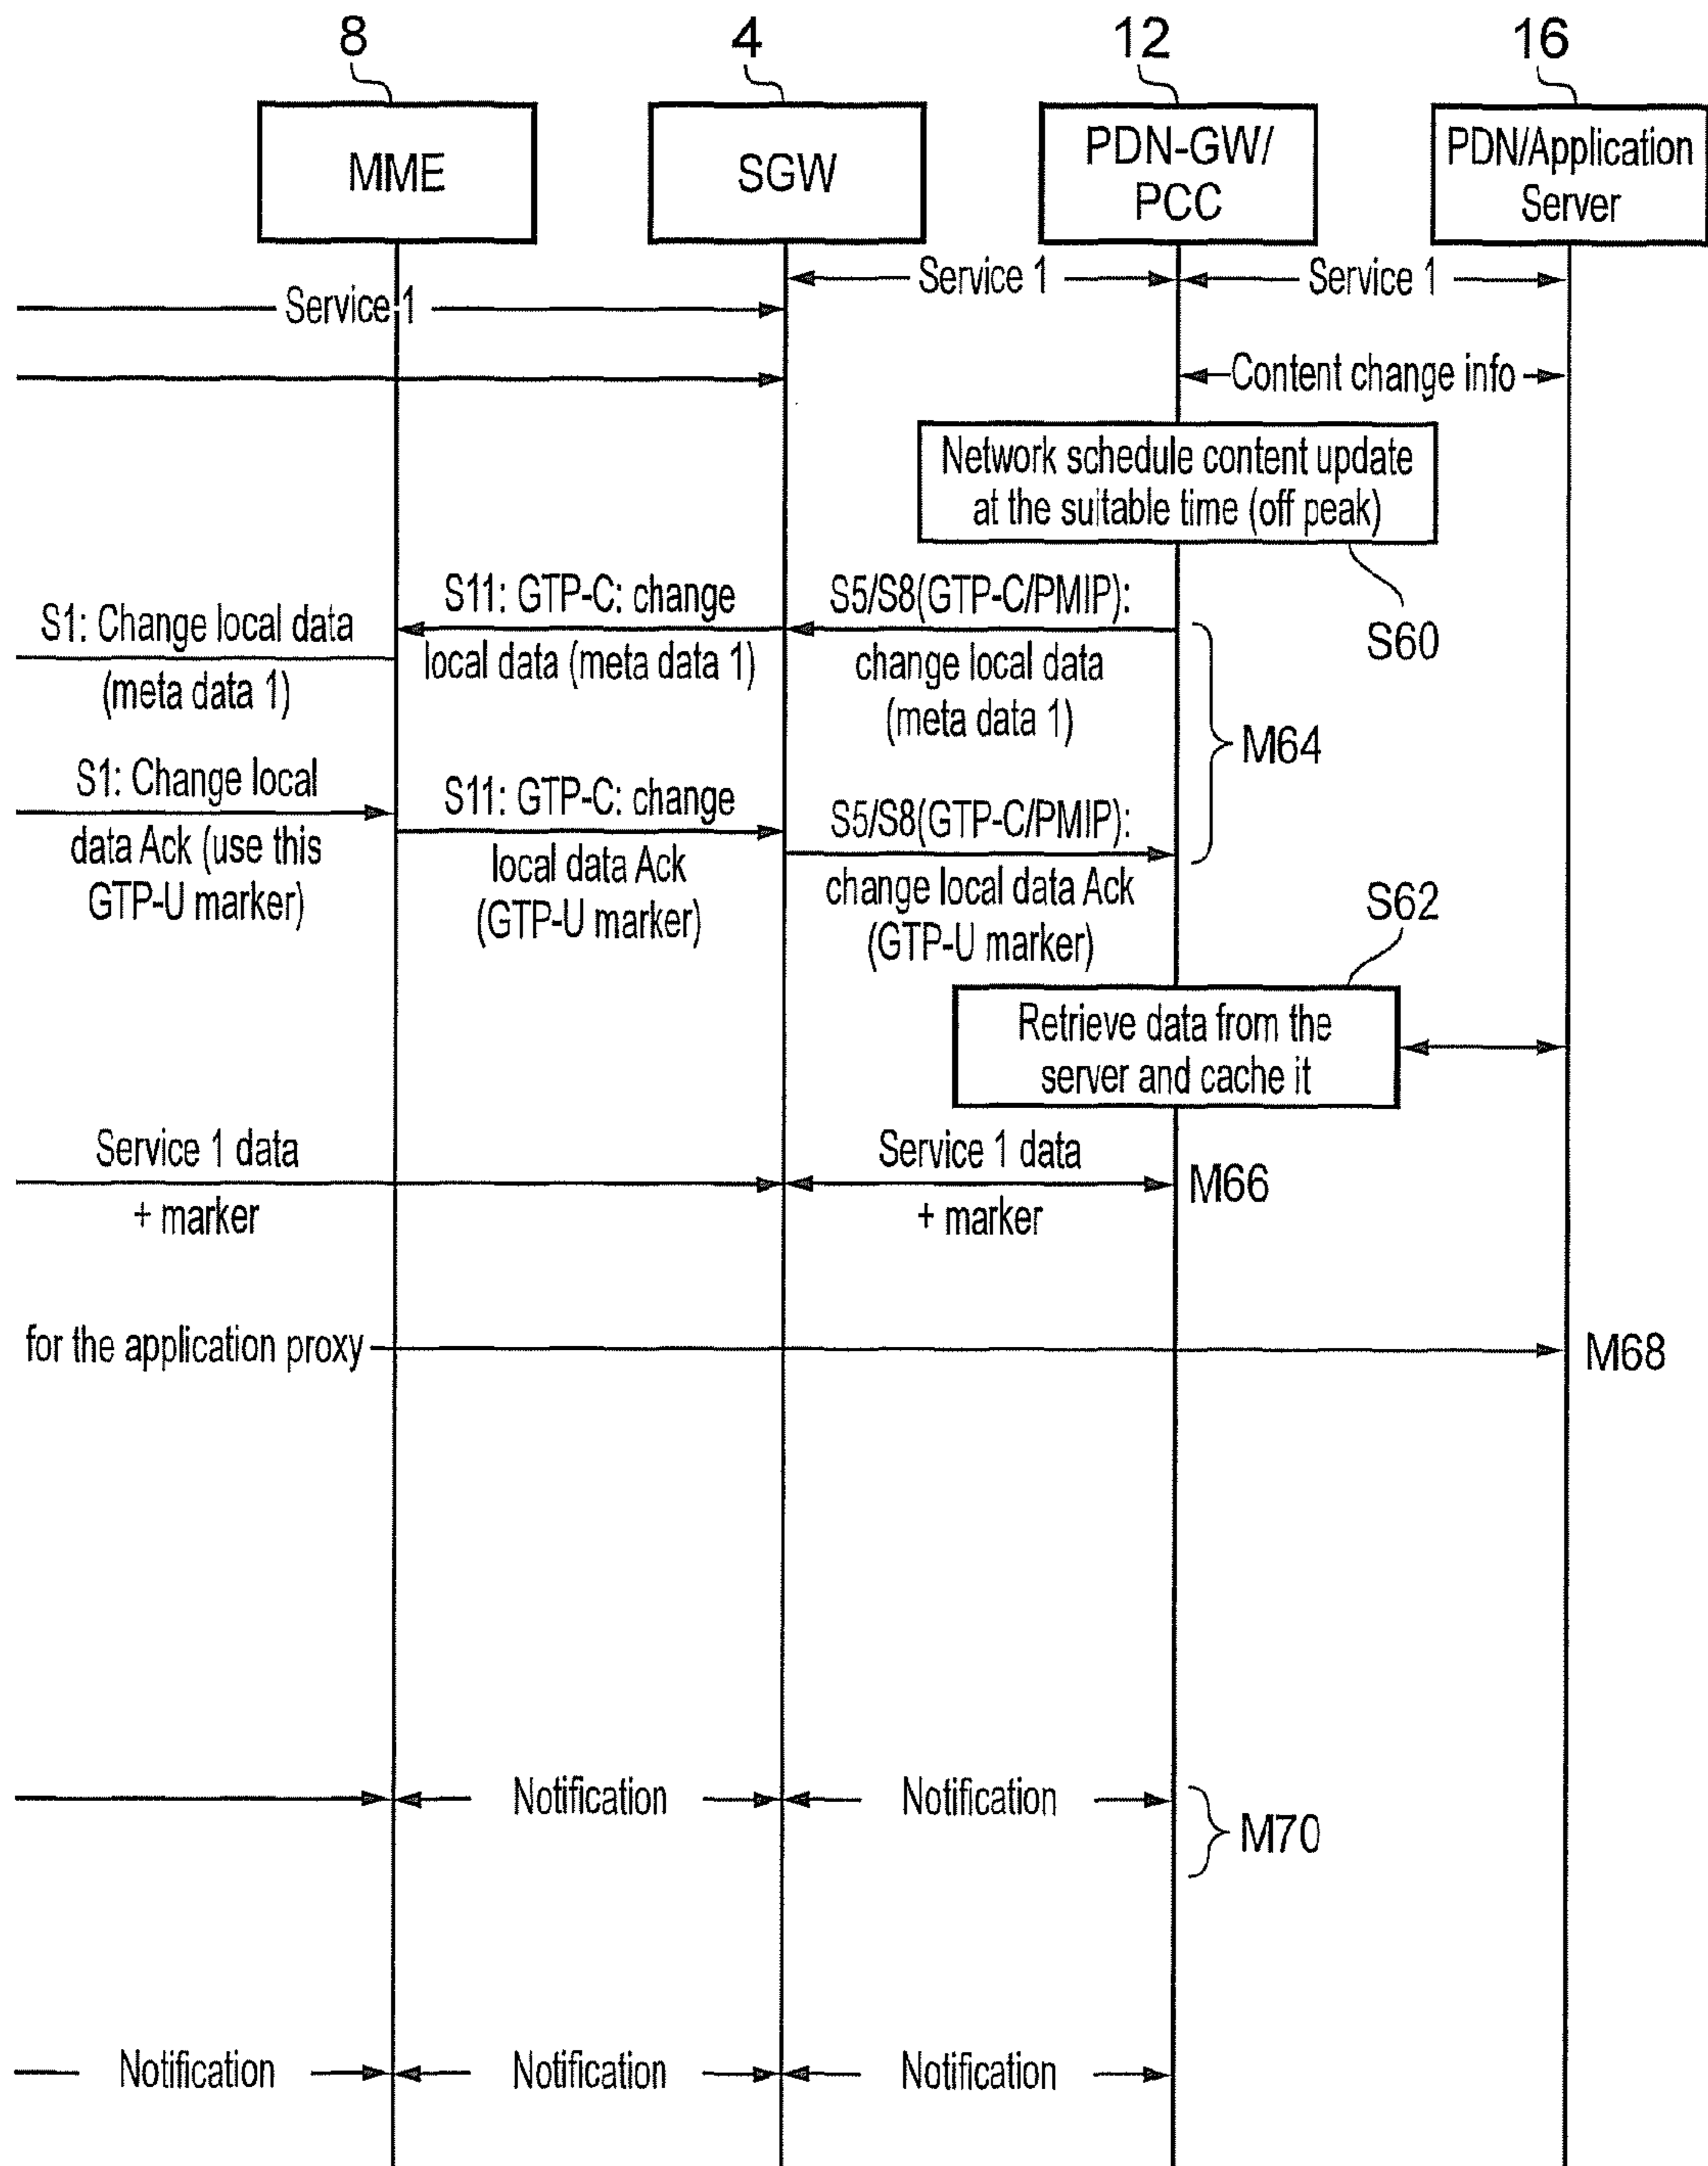 8
4
12
16
MME
SGW
PDN-GW/
PCC
PDN/Application
Server
Service 1
Service 1
Service 1
Content change info
Network schedule content update
at the suitable time (off peak)
S60
S1: Change local data
(meta data 1)
S11: GTP-C: change
local data (meta data 1)
S5/S8(GTP-C/PMIP):
change local data
(meta data 1)
M64
S1: Change local
data Ack (use this
GTP-U marker)
S11: GTP-C: change
local data Ack
(GTP-U marker)
S5/S8(GTP-C/PMIP):
change local data Ack
(GTP-U marker)
S62
Retrieve data from the
server and cache it
Service 1 data
+ marker
Service 1 data
+ marker
M66
for the application proxy
M68
Notification
Notification
M70
Notification
Notification
Notification